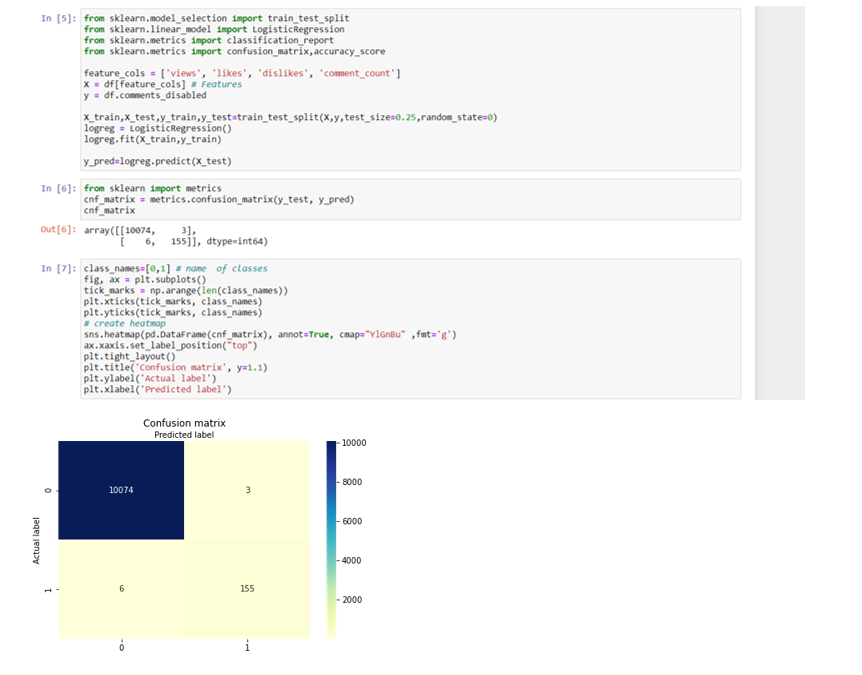 In [5]: from sklearn.model_selection import train_test_split
from sklearn.linear_model import LogisticRegression
from sklearn.metrics import classification_report
from sklearn.metrics import confusion_matrix,accuracy_score
feature_cols = ['views', 'likes', 'dislikes', 'comment_count']
X = df[feature_cols] # Features
y = df.comments_disabled
X_train,X_test,y_train,y_test=train_test_split(X,y,test_size=0.25,random_state=0)
logreg = LogisticRegression()
logreg.fit(X_train,y_train)
y_pred=logreg.predict(X_test)
In [6]: from sklearn import metrics
cnf_matrix = metrics.confusion_matrix(y_test, y_pred)
cnf_matrix
Out[6]: array([[10074, 3],
[ 6, 155]], dtype=int64)
In [7]: class_names=[0,1] # name of classes
fig, ax = plt.subplots()
tick_marks = np.arange(len(class_names))
plt.xticks(tick_marks, class_names)
plt.yticks(tick_marks, class_names)
# create heatmap
sns.heatmap(pd.DataFrame(cnf_matrix), annot=True, cmap="YlGnBu" ,fmt='g')
ax.xaxis.set_label_position("top")
plt.tight_layout()
plt.title('Confusion matrix', y=1.1)
plt.ylabel('Actual label')
plt.xlabel('Predicted label')
Confusion matrix
Predicted label
10000
8000
6000
4000
2000
Actual label
0
10074 3
1
6 155
0 1